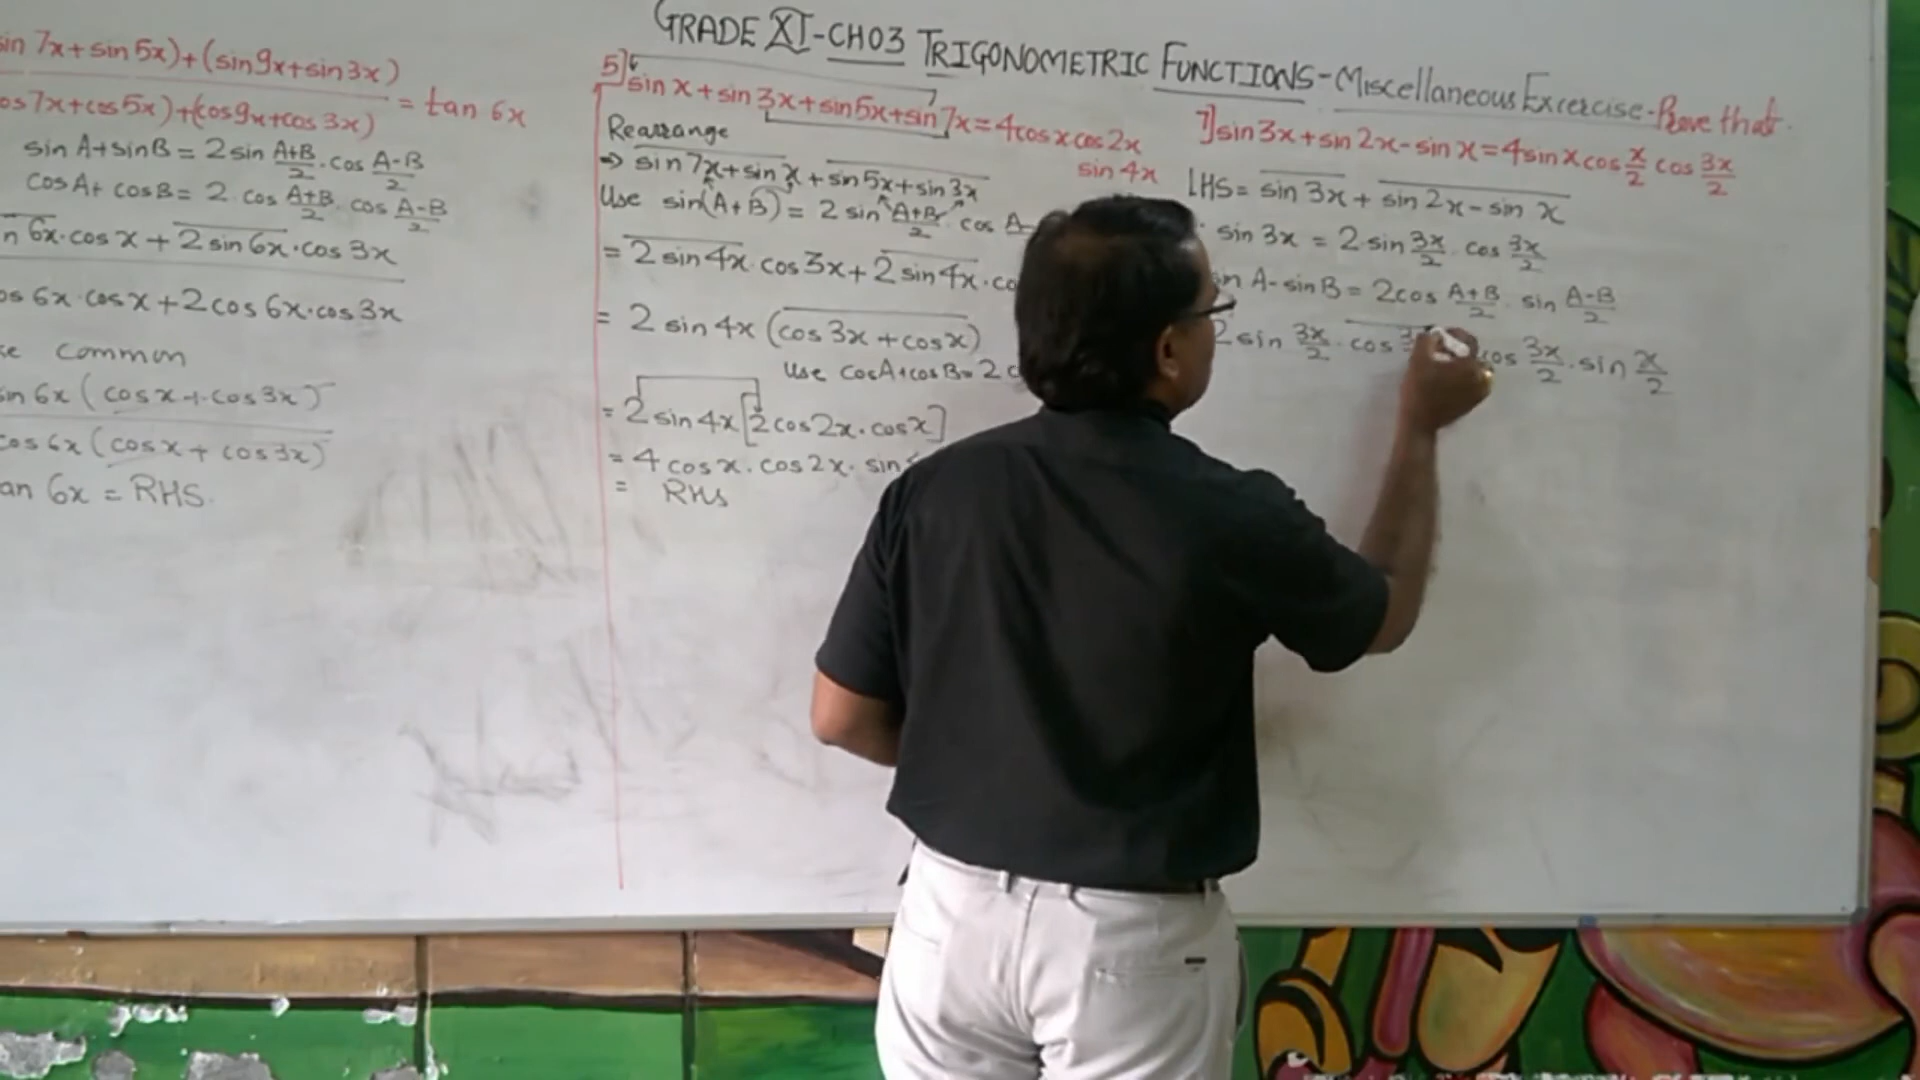 GRADE XI-CH03 TRIGONOMETRIC FUNCTIONS-Miscellaneous Excercise-Prove that
sin 7x + sin 5x) + (sin 9x + sin 3x)
os 7x + cos 5x) + (cos 9x + cos 3x) = tan 6x
sin A + sin B = 2 sin A+B/2 . cos A-B/2
cos A + cos B = 2 . cos A+B/2 . cos A-B/2
n 6x . cos x + 2 sin 6x . cos 3x
os 6x . cos x + 2 cos 6x . cos 3x
common
in 6x (cos x + cos 3x)
cos 6x (cos x + cos 3x)
an 6x = RHS.
5] sin x + sin 3x + sin 5x + sin 7x = 4 cos x cos 2x
sin 4x
Rearrange
⇒ sin 7x + sin x + sin 5x + sin 3x
Use sin(A+B) = 2 sin A+B/2 cos A-
= 2 sin 4x . cos 3x + 2 sin 4x . co
= 2 sin 4x (cos 3x + cos x)
Use cos A + cos B = 2 c
= 2 sin 4x [2 cos 2x . cos x]
= 4 cos x . cos 2x . sin
= RHS
7] sin 3x + sin 2x - sin x = 4 sin x cos x/2 cos 3x/2
LHS = sin 3x + sin 2x - sin x
sin 3x = 2 sin 3x/2 . cos 3x/2
in A - sin B = 2 cos A+B/2 . sin A-B/2
2 sin 3x/2 . cos 3 cos 3x/2 . sin x/2